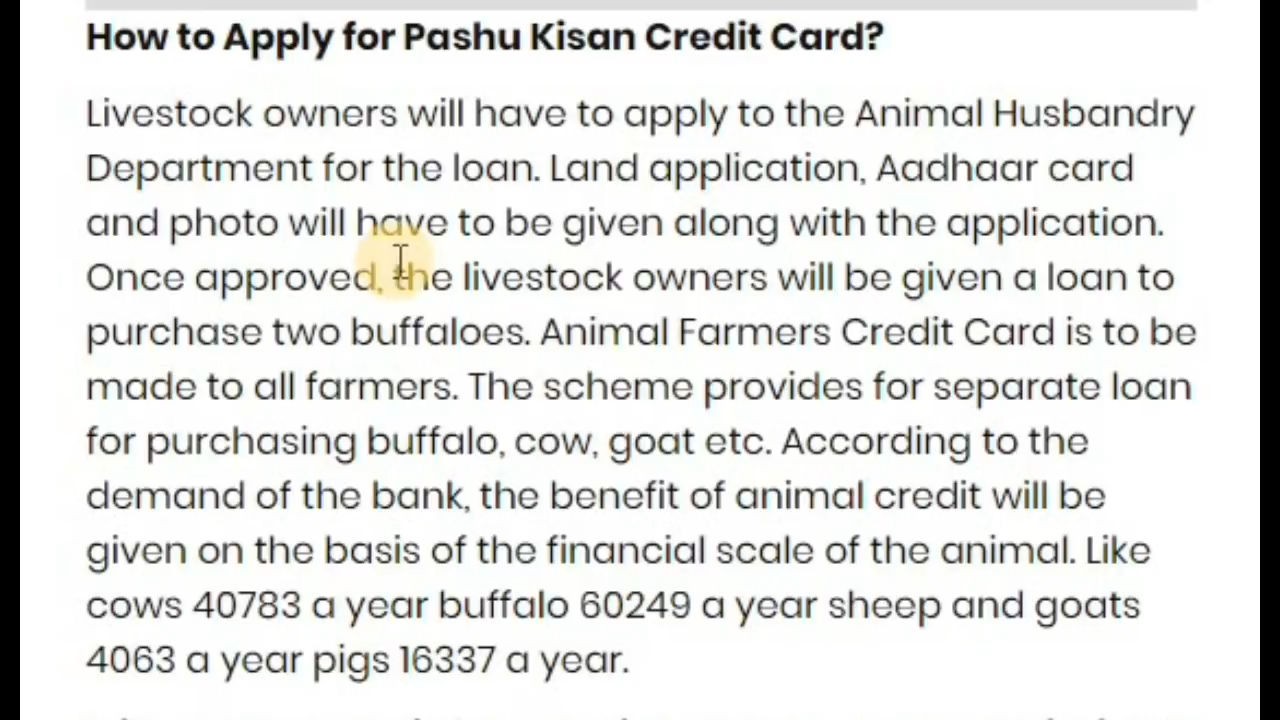 How to Apply for Pashu Kisan Credit Card?
Livestock owners will have to apply to the Animal Husbandry
Department for the loan. Land application, Aadhaar card
and photo will have to be given along with the application.
Once approved, the livestock owners will be given a loan to
purchase two buffaloes. Animal Farmers Credit Card is to be
made to all farmers. The scheme provides for separate loan
for purchasing buffalo, cow, goat etc. According to the
demand of the bank, the benefit of animal credit will be
given on the basis of the financial scale of the animal. Like
cows 40783 a year buffalo 60249 a year sheep and goats
4063 a year pigs 16337 a year.